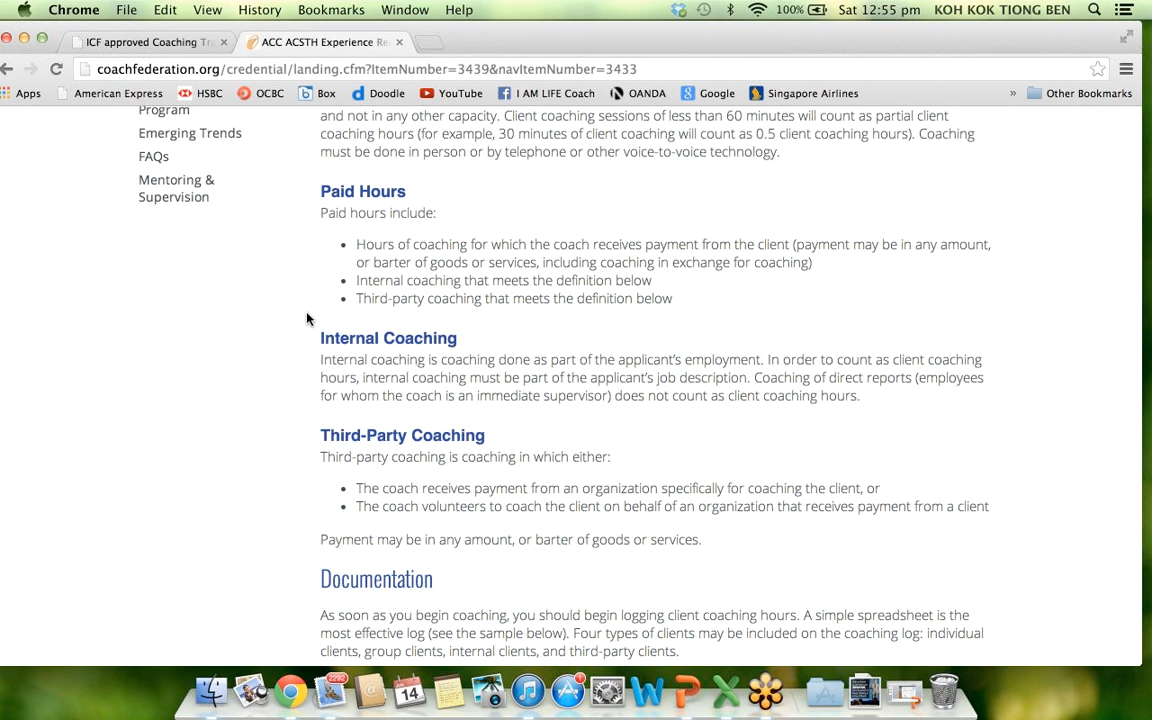 Chrome File Edit View History Bookmarks Window Help 100% Sat 12:55 pm KOH KOK TIONG BEN
ICF approved Coaching Tra × ACC ACSTH Experience Re ×
coachfederation.org/credential/landing.cfm?ItemNumber=3439&navItemNumber=3433
Apps American Express HSBC OCBC Box Doodle YouTube I AM LIFE Coach OANDA Google Singapore Airlines » Other Bookmarks
Program
Emerging Trends
FAQs
Mentoring &
Supervision
and not in any other capacity. Client coaching sessions of less than 60 minutes will count as partial client
coaching hours (for example, 30 minutes of client coaching will count as 0.5 client coaching hours). Coaching
must be done in person or by telephone or other voice-to-voice technology.
Paid Hours
Paid hours include:
• Hours of coaching for which the coach receives payment from the client (payment may be in any amount,
or barter of goods or services, including coaching in exchange for coaching)
• Internal coaching that meets the definition below
• Third-party coaching that meets the definition below
Internal Coaching
Internal coaching is coaching done as part of the applicant's employment. In order to count as client coaching
hours, internal coaching must be part of the applicant's job description. Coaching of direct reports (employees
for whom the coach is an immediate supervisor) does not count as client coaching hours.
Third-Party Coaching
Third-party coaching is coaching in which either:
• The coach receives payment from an organization specifically for coaching the client, or
• The coach volunteers to coach the client on behalf of an organization that receives payment from a client
Payment may be in any amount, or barter of goods or services.
Documentation
As soon as you begin coaching, you should begin logging client coaching hours. A simple spreadsheet is the
most effective log (see the sample below). Four types of clients may be included on the coaching log: individual
clients, group clients, internal clients, and third-party clients.
2292
JUN
14
1